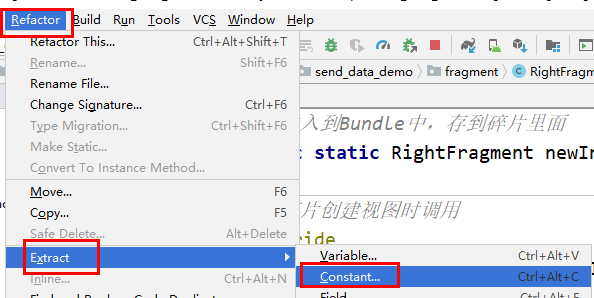 Refactor Build Run Tools VCS Window Help
Refactor This... Ctrl+Alt+Shift+T
send_data_demo fragment RightFragm
Rename... Shift+F6
Rename File...
Change Signature... Ctrl+F6
入到Bundle中，存到碎片里面
Type Migration... Ctrl+Shift+F6
c static RightFragment newIn
Make Static...
Convert To Instance Method...
Move... F6
片创建视图时调用
Copy... F5
Safe Delete... Alt+Delete
ide
Extract
Variable... Ctrl+Alt+V
Inline... Ctrl+Alt+N
Constant... Ctrl+Alt+C